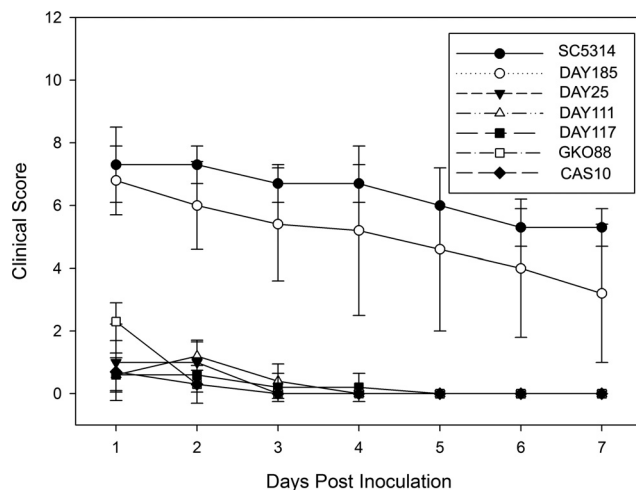 12
10
8
6
4
2
0
Clinical Score
1 2 3 4 5 6 7
Days Post Inoculation
SC5314
DAY185
DAY25
DAY111
DAY117
GKO88
CAS10